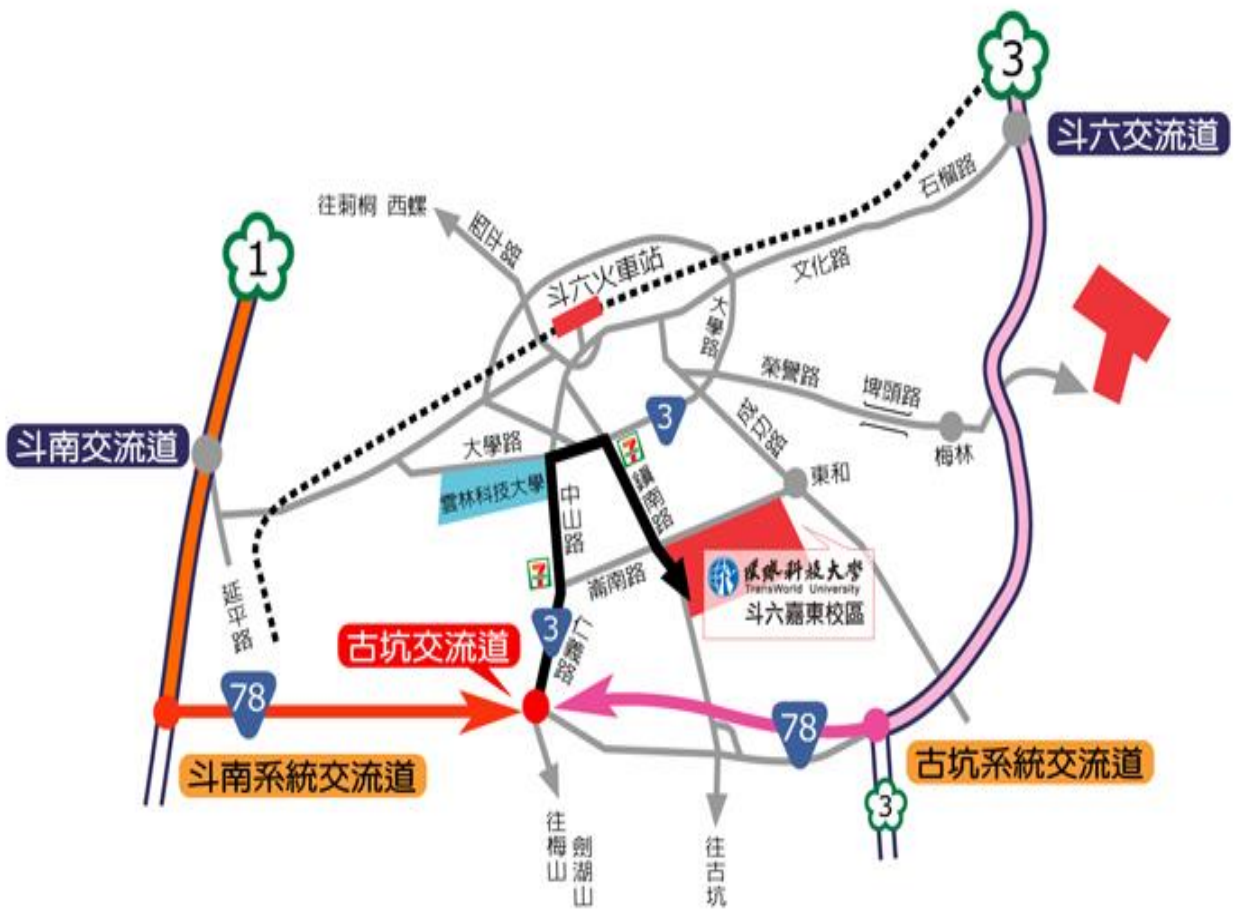 3
斗六交流道
石榴路
往莿桐 西螺
西斗路
斗六火車站
文化路
1
大學路
榮譽路
埤頭路
梅林
3
成功路
斗南交流道
大學路
7
鎮南路
東和
雲林科技大學
中山路
7
崙南路
環球科技大學
TransWorld University
斗六嘉東校區
延平路
3
仁義路
古坑交流道
78
78
斗南系統交流道
古坑系統交流道
3
往梅山
劍湖山
往古坑